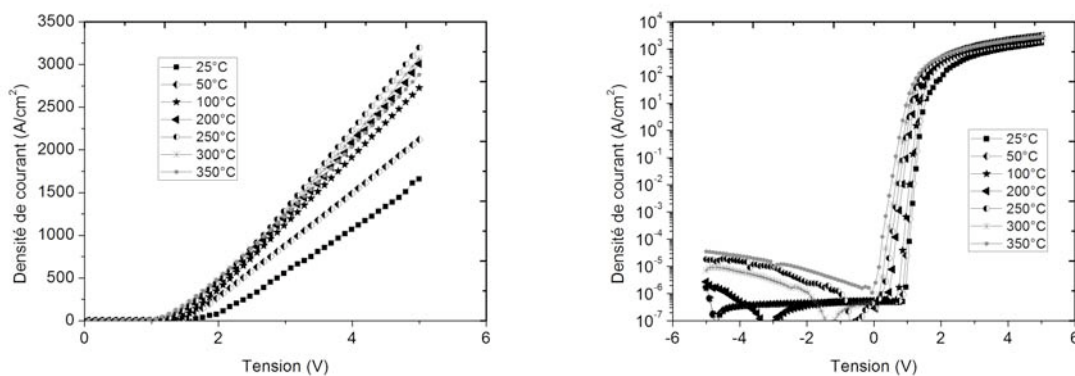 Densité de courant (A/cm²)
3500
3000
2500
2000
1500
1000
500
0
25°C
50°C
100°C
200°C
250°C
300°C
350°C
0 2 4 6
Tension (V)
Densité de courant (A/cm²)
10⁴
10³
10²
10¹
10⁰
10⁻¹
10⁻²
10⁻³
10⁻⁴
10⁻⁵
10⁻⁶
10⁻⁷
25°C
50°C
100°C
200°C
250°C
300°C
350°C
-6 -4 -2 0 2 4 6
Tension (V)